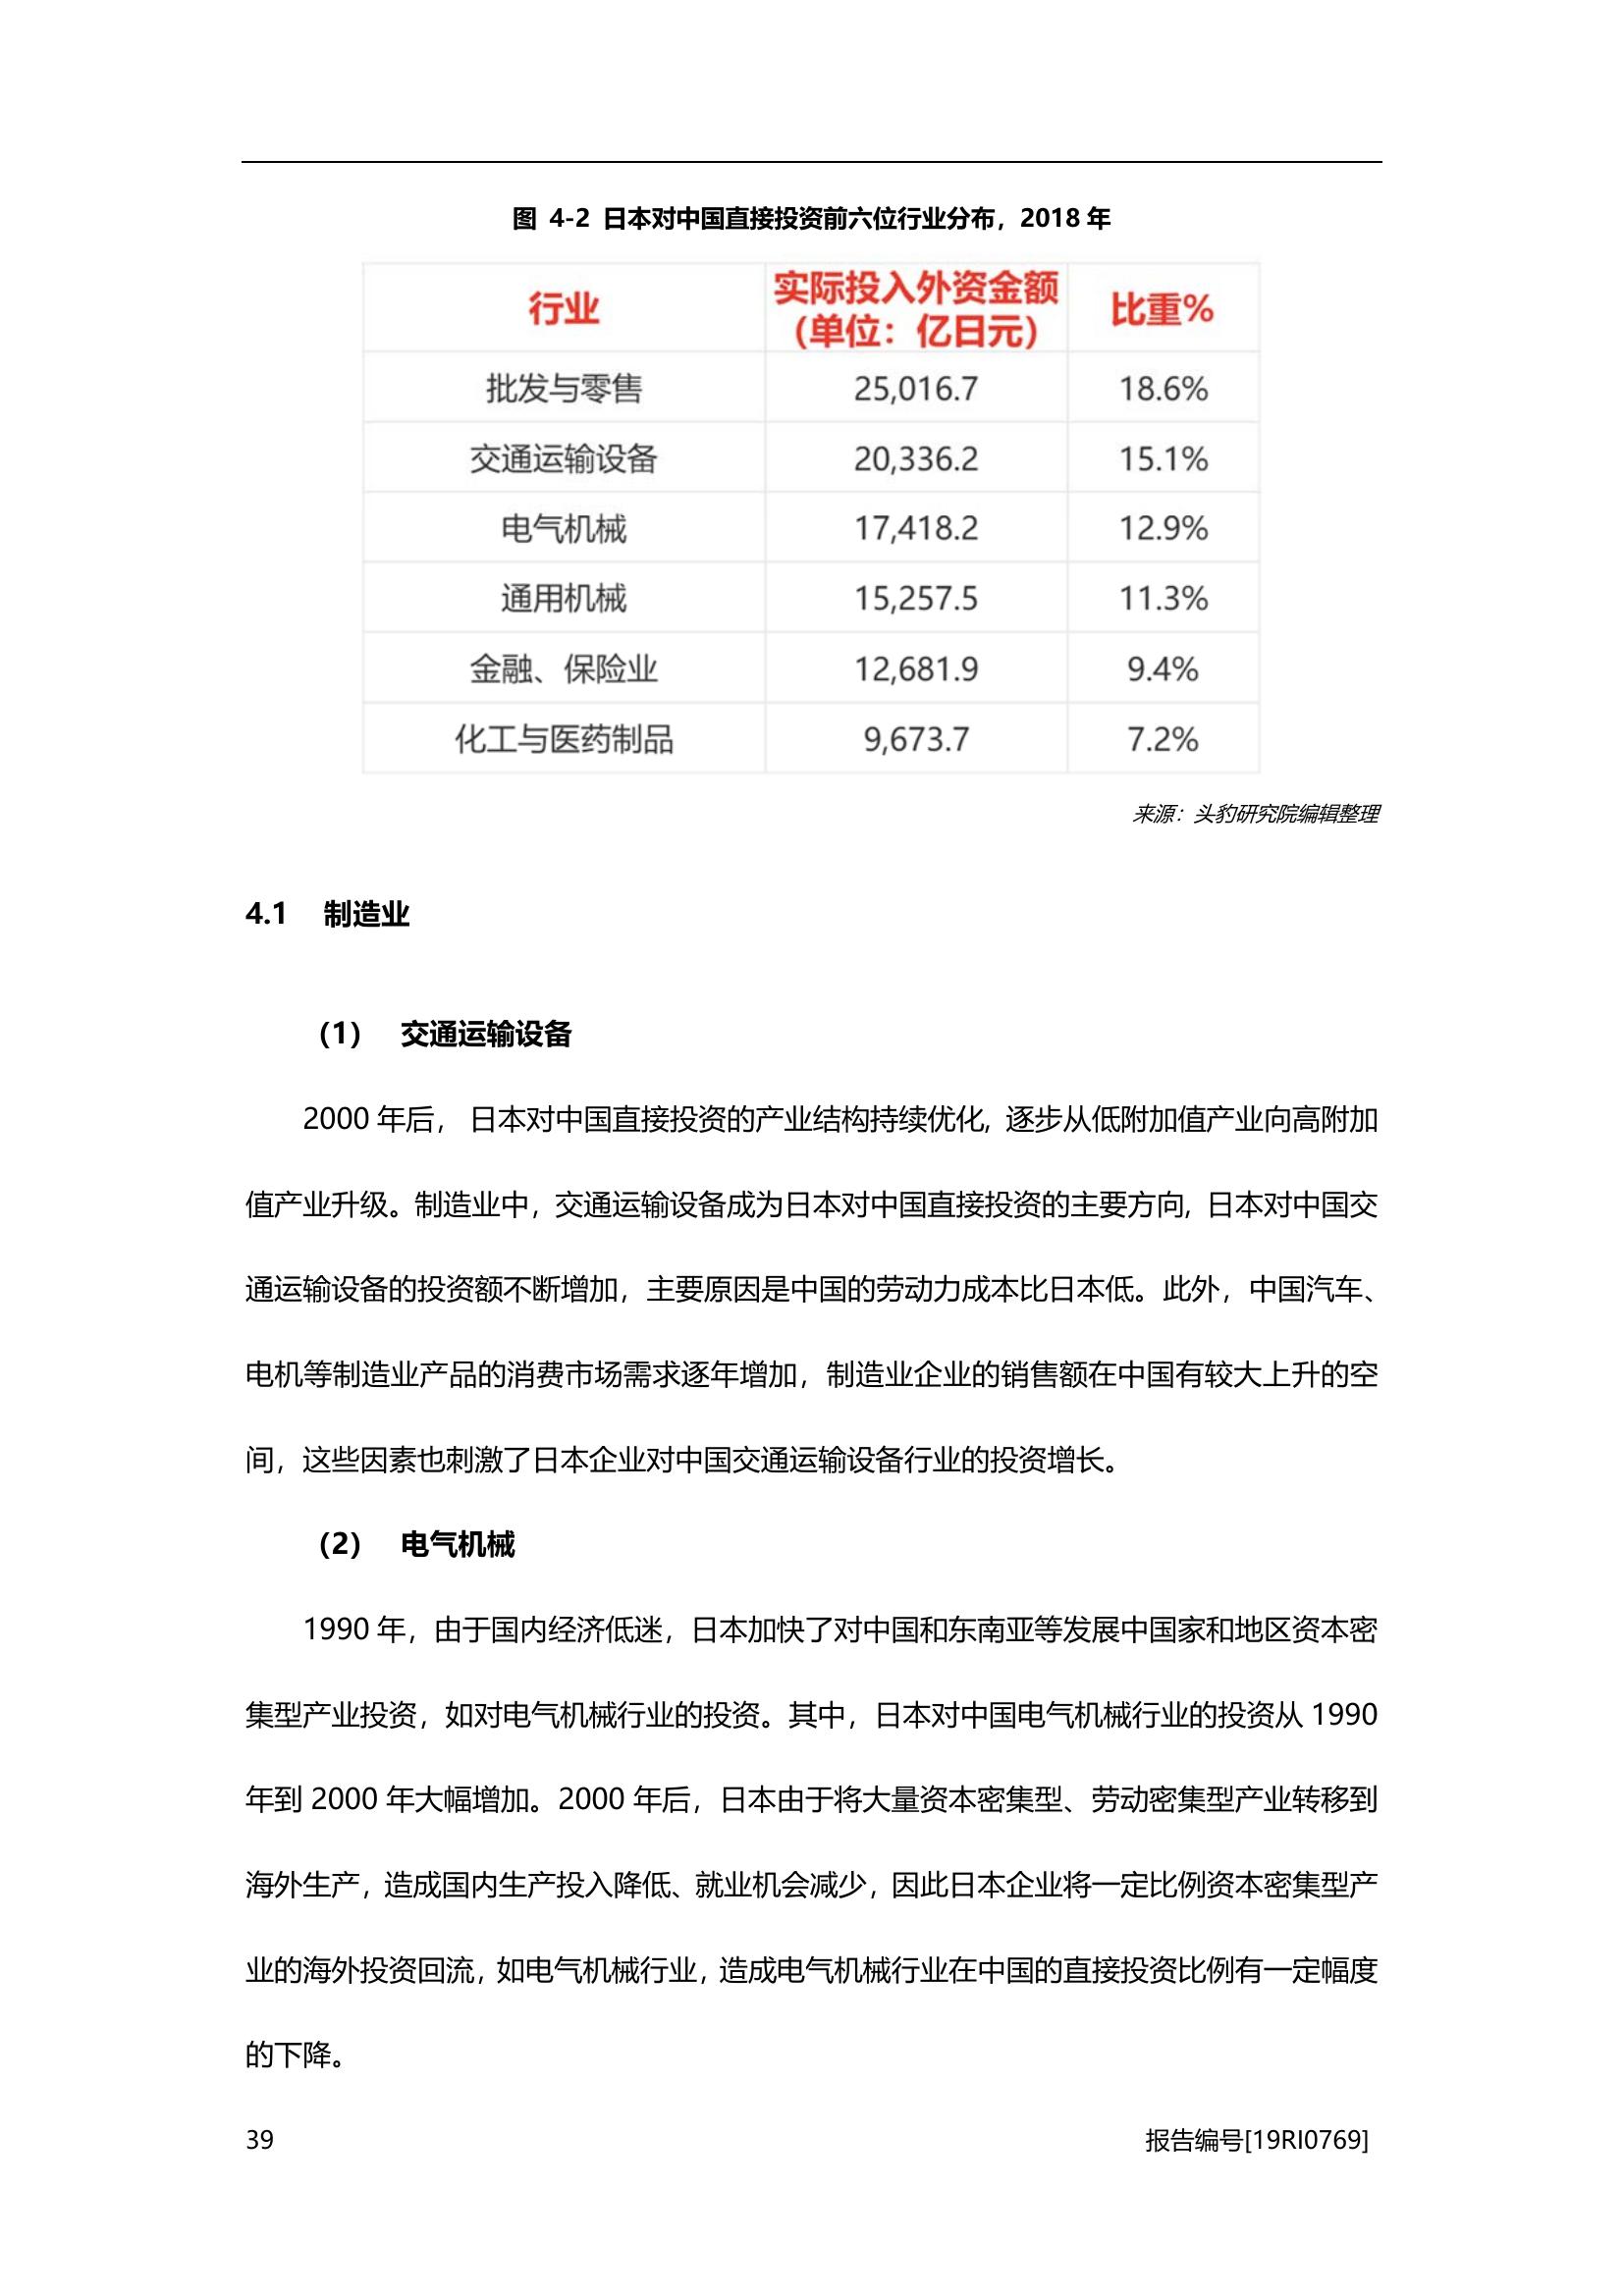 图 4-2 日本对中国直接投资前六位行业分布，2018 年
行业 实际投入外资金额（单位：亿日元） 比重%
批发与零售 25,016.7 18.6%
交通运输设备 20,336.2 15.1%
电气机械 17,418.2 12.9%
通用机械 15,257.5 11.3%
金融、保险业 12,681.9 9.4%
化工与医药制品 9,673.7 7.2%
来源：头豹研究院编辑整理
4.1 制造业
（1） 交通运输设备
2000 年后， 日本对中国直接投资的产业结构持续优化, 逐步从低附加值产业向高附加
值产业升级。制造业中，交通运输设备成为日本对中国直接投资的主要方向, 日本对中国交
通运输设备的投资额不断增加，主要原因是中国的劳动力成本比日本低。此外，中国汽车、
电机等制造业产品的消费市场需求逐年增加，制造业企业的销售额在中国有较大上升的空
间，这些因素也刺激了日本企业对中国交通运输设备行业的投资增长。
（2） 电气机械
1990 年，由于国内经济低迷，日本加快了对中国和东南亚等发展中国家和地区资本密
集型产业投资，如对电气机械行业的投资。其中，日本对中国电气机械行业的投资从 1990
年到 2000 年大幅增加。2000 年后，日本由于将大量资本密集型、劳动密集型产业转移到
海外生产，造成国内生产投入降低、就业机会减少，因此日本企业将一定比例资本密集型产
业的海外投资回流，如电气机械行业，造成电气机械行业在中国的直接投资比例有一定幅度
的下降。
39 报告编号[19RI0769]